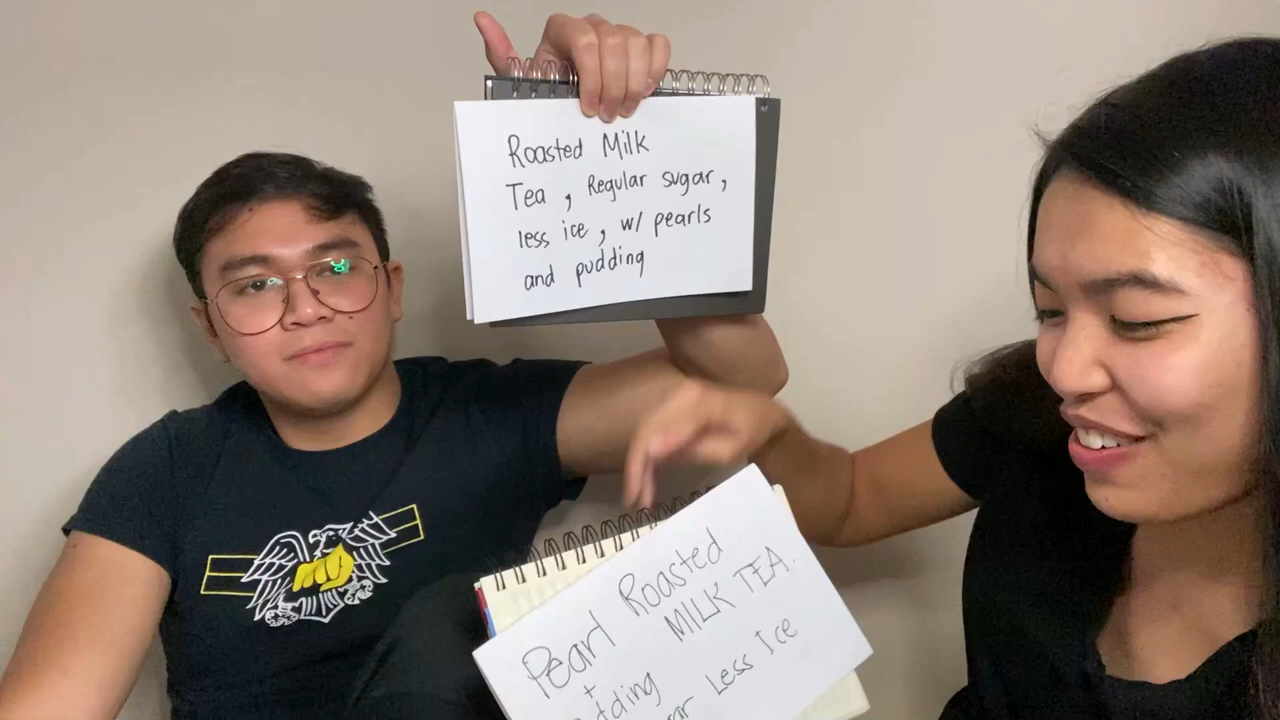 Roasted Milk
Tea, Regular sugar,
less ice, w/ pearls
and pudding
Pearl Roasted
MILK TEA.
+
Less Ice